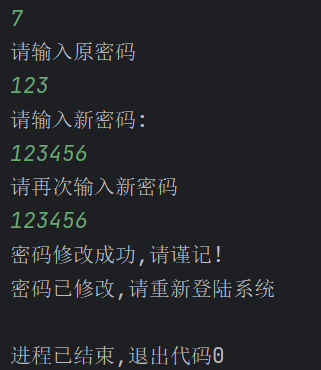 7
请输入原密码
123
请输入新密码:
123456
请再次输入新密码
123456
密码修改成功,请谨记!
密码已修改,请重新登陆系统
进程已结束,退出代码0